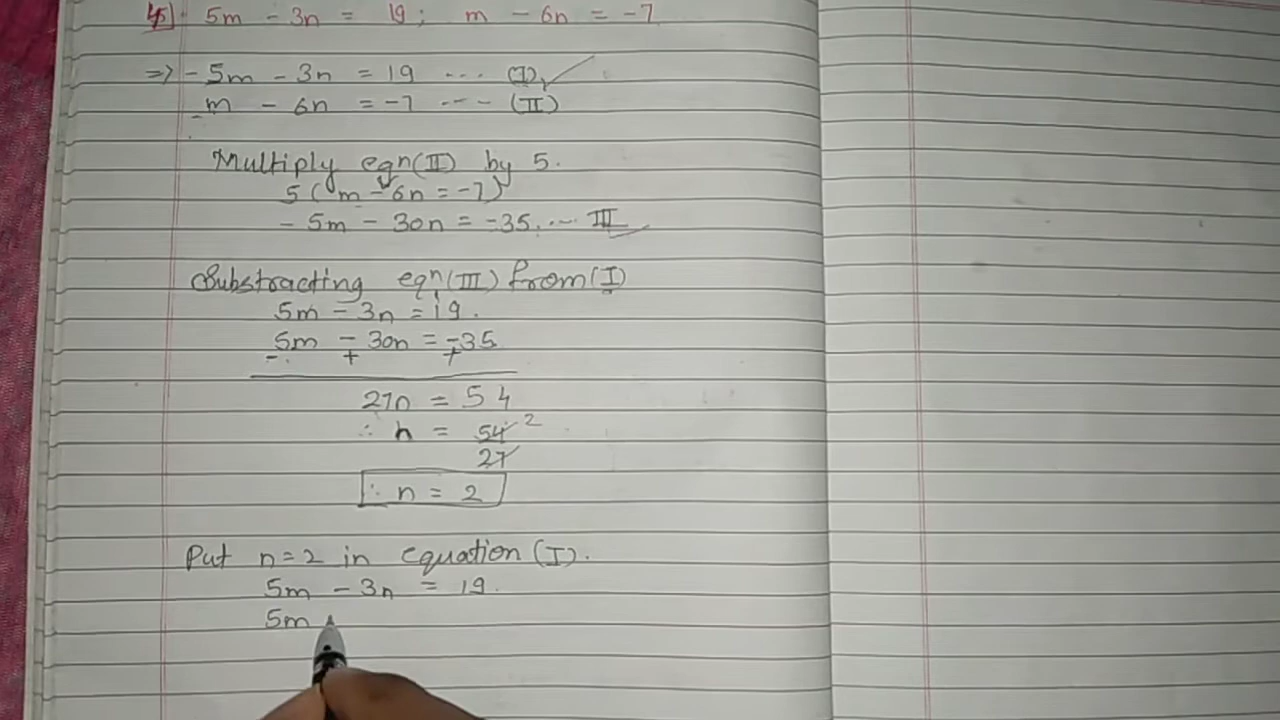 45] 5m - 3n = 19 ; m - 6n = -7
=> - 5m - 3n = 19 --- (I)
m - 6n = -7 --- (II)
Multiply eqn(II) by 5.
5 ( m - 6n = -7 )
- 5m - 30n = -35. --- III
Substracting eqn(III) from (I)
5m - 3n = 19.
5m - 30n = -35
- + +
27n = 54
∴ n = 54 2
27
∴ n = 2
Put n=2 in equation (I).
5m - 3n = 19.
5m